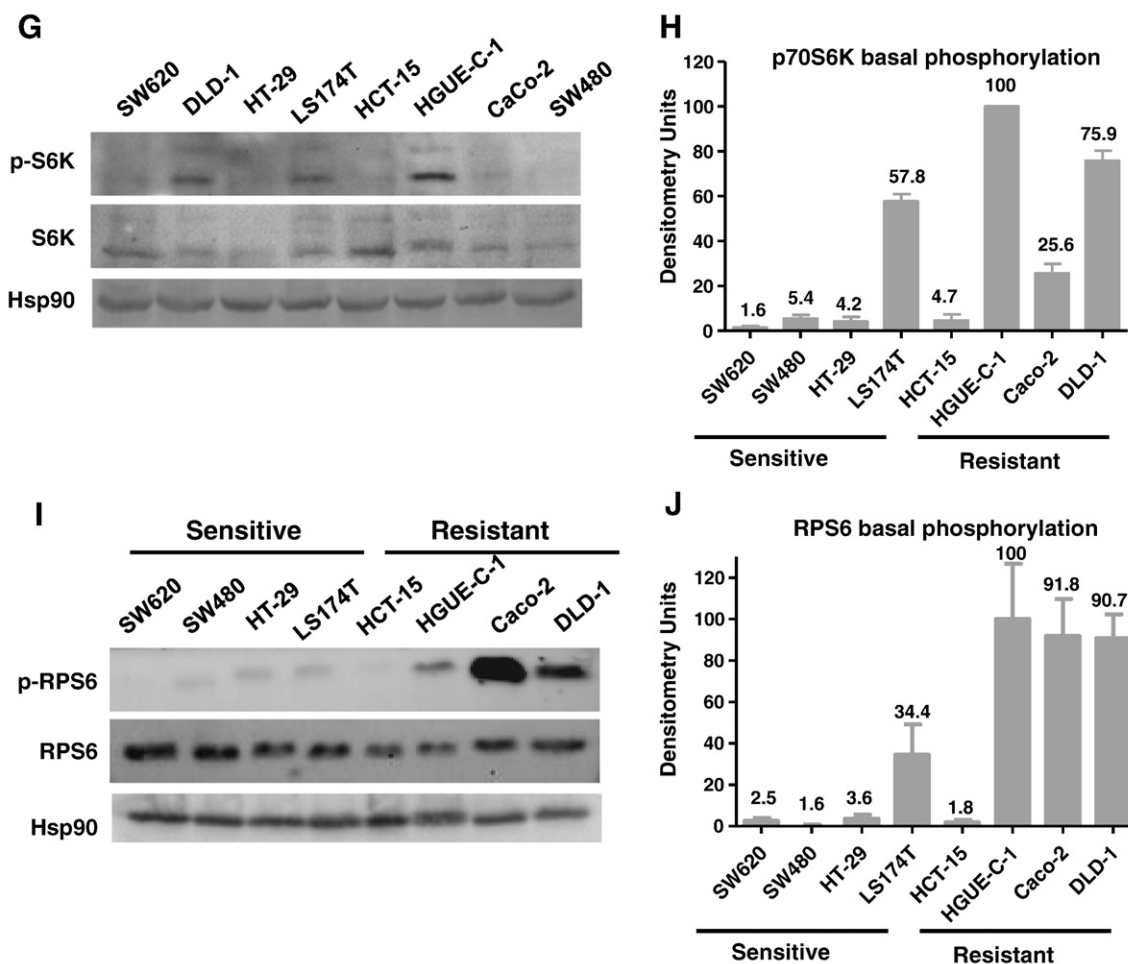 G
SW620
DLD-1
HT-29
LS174T
HCT-15
HGUE-C-1
CaCo-2
SW480
p-S6K
S6K
Hsp90
H
p70S6K basal phosphorylation
Densitometry Units
120
100
80
60
40
20
0
1.6
5.4
4.2
57.8
4.7
100
25.6
75.9
SW620
SW480
HT-29
LS174T
HCT-15
HGUE-C-1
Caco-2
DLD-1
Sensitive
Resistant
I
Sensitive
Resistant
SW620
SW480
HT-29
LS174T
HCT-15
HGUE-C-1
Caco-2
DLD-1
p-RPS6
RPS6
Hsp90
J
RPS6 basal phosphorylation
Densitometry Units
120
100
80
60
40
20
0
2.5
1.6
3.6
34.4
1.8
100
91.8
90.7
SW620
SW480
HT-29
LS174T
HCT-15
HGUE-C-1
Caco-2
DLD-1
Sensitive
Resistant